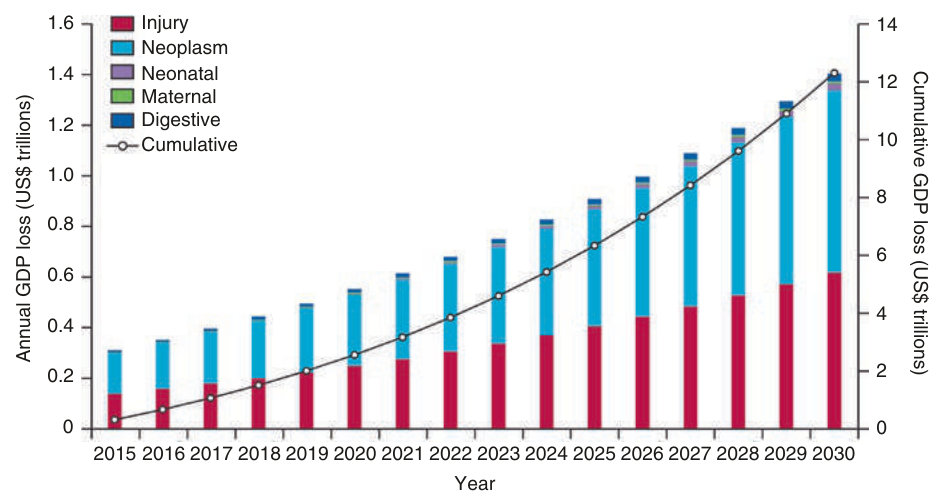 1.6
1.4
1.2
1.0
0.8
0.6
0.4
0.2
0
Annual GDP loss (US$ trillions)
Injury
Neoplasm
Neonatal
Maternal
Digestive
Cumulative
14
12
10
8
6
4
2
0
Cumulative GDP loss (US$ trillions)
2015 2016 2017 2018 2019 2020 2021 2022 2023 2024 2025 2026 2027 2028 2029 2030
Year